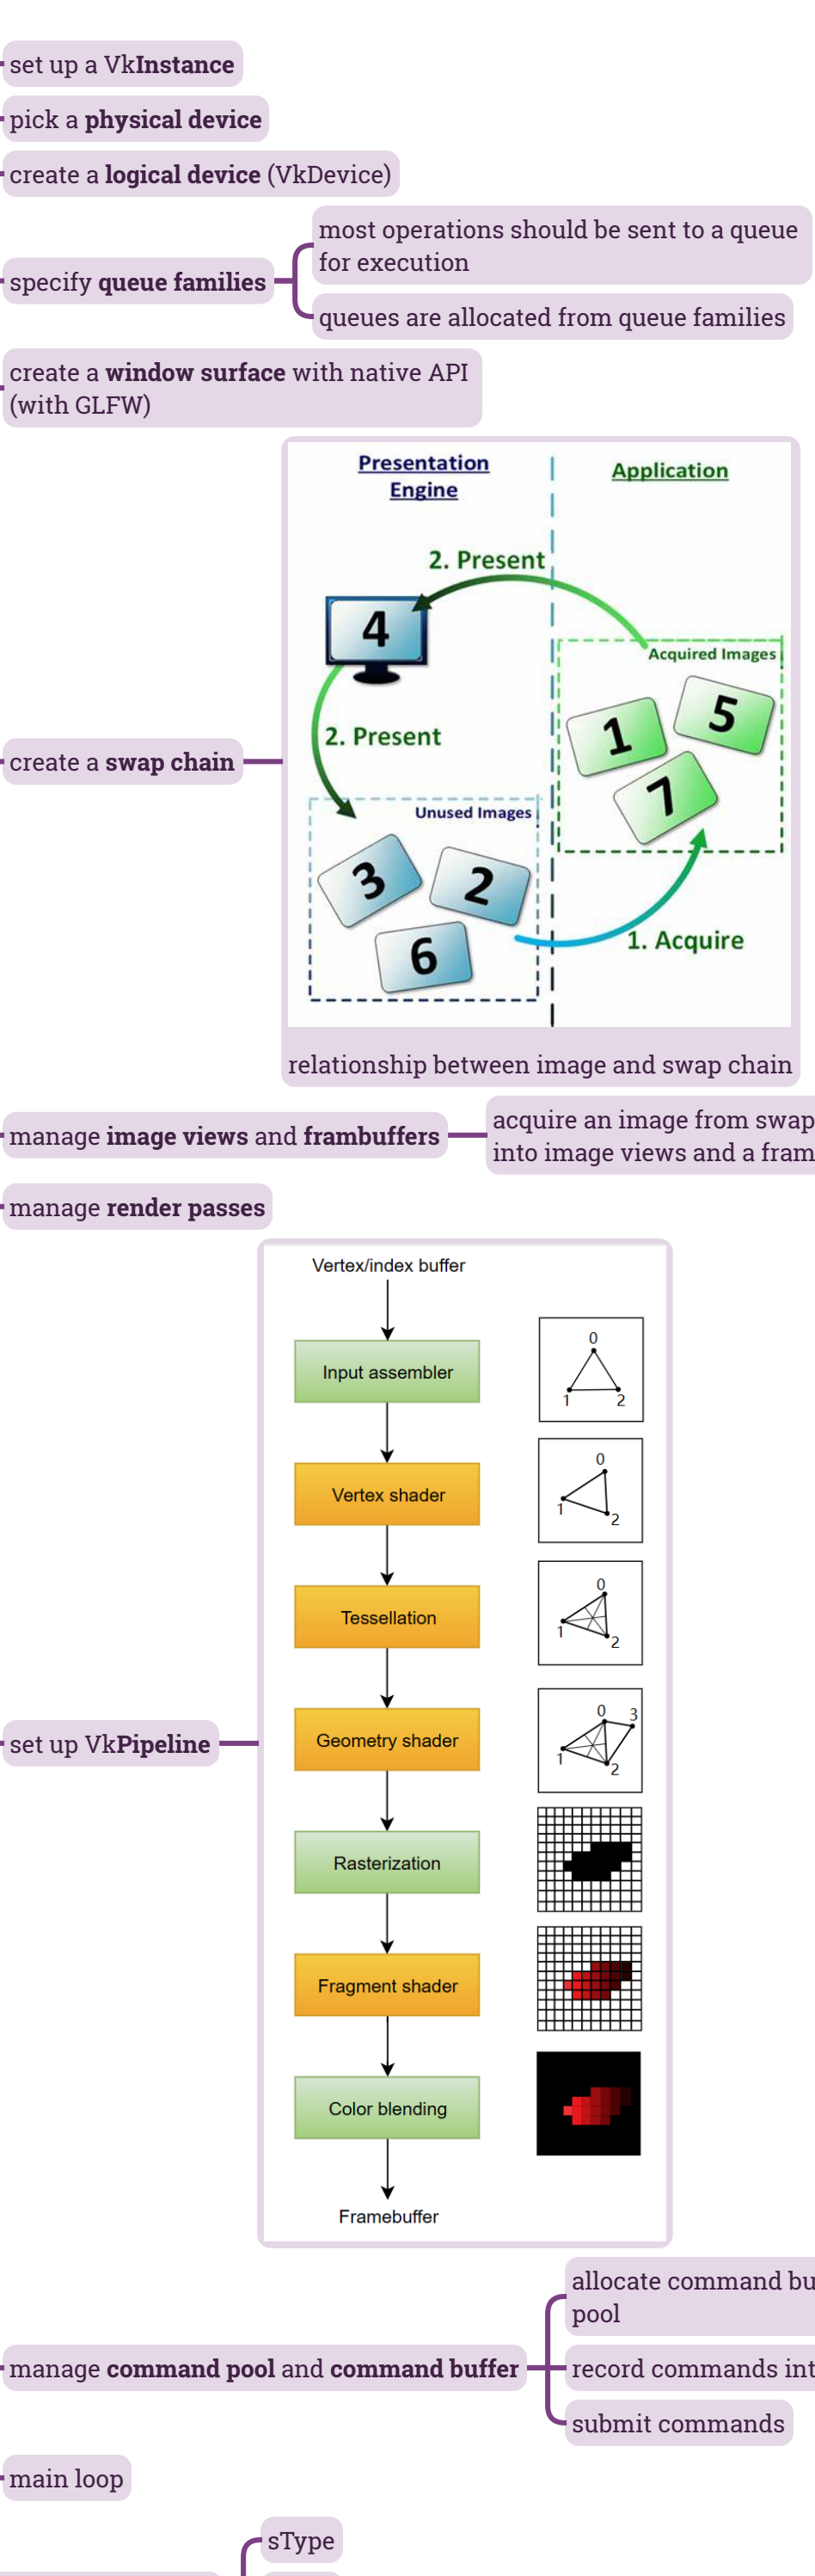 set up a VkInstance
pick a physical device
create a logical device (VkDevice)
specify queue families
most operations should be sent to a queue
for execution
queues are allocated from queue families
create a window surface with native API
(with GLFW)
create a swap chain
Presentation
Engine
Application
2. Present
4
Acquired Images
1
5
7
2. Present
Unused Images
3
2
6
1. Acquire
relationship between image and swap chain
manage image views and frambuffers
acquire an image from swap
into image views and a fram
manage render passes
set up VkPipeline
Vertex/index buffer
Input assembler
0
1
2
Vertex shader
0
1
2
Tessellation
0
1
2
Geometry shader
0
3
1
2
Rasterization
Fragment shader
Color blending
Framebuffer
manage command pool and command buffer
allocate command bu
pool
record commands int
submit commands
main loop
sType